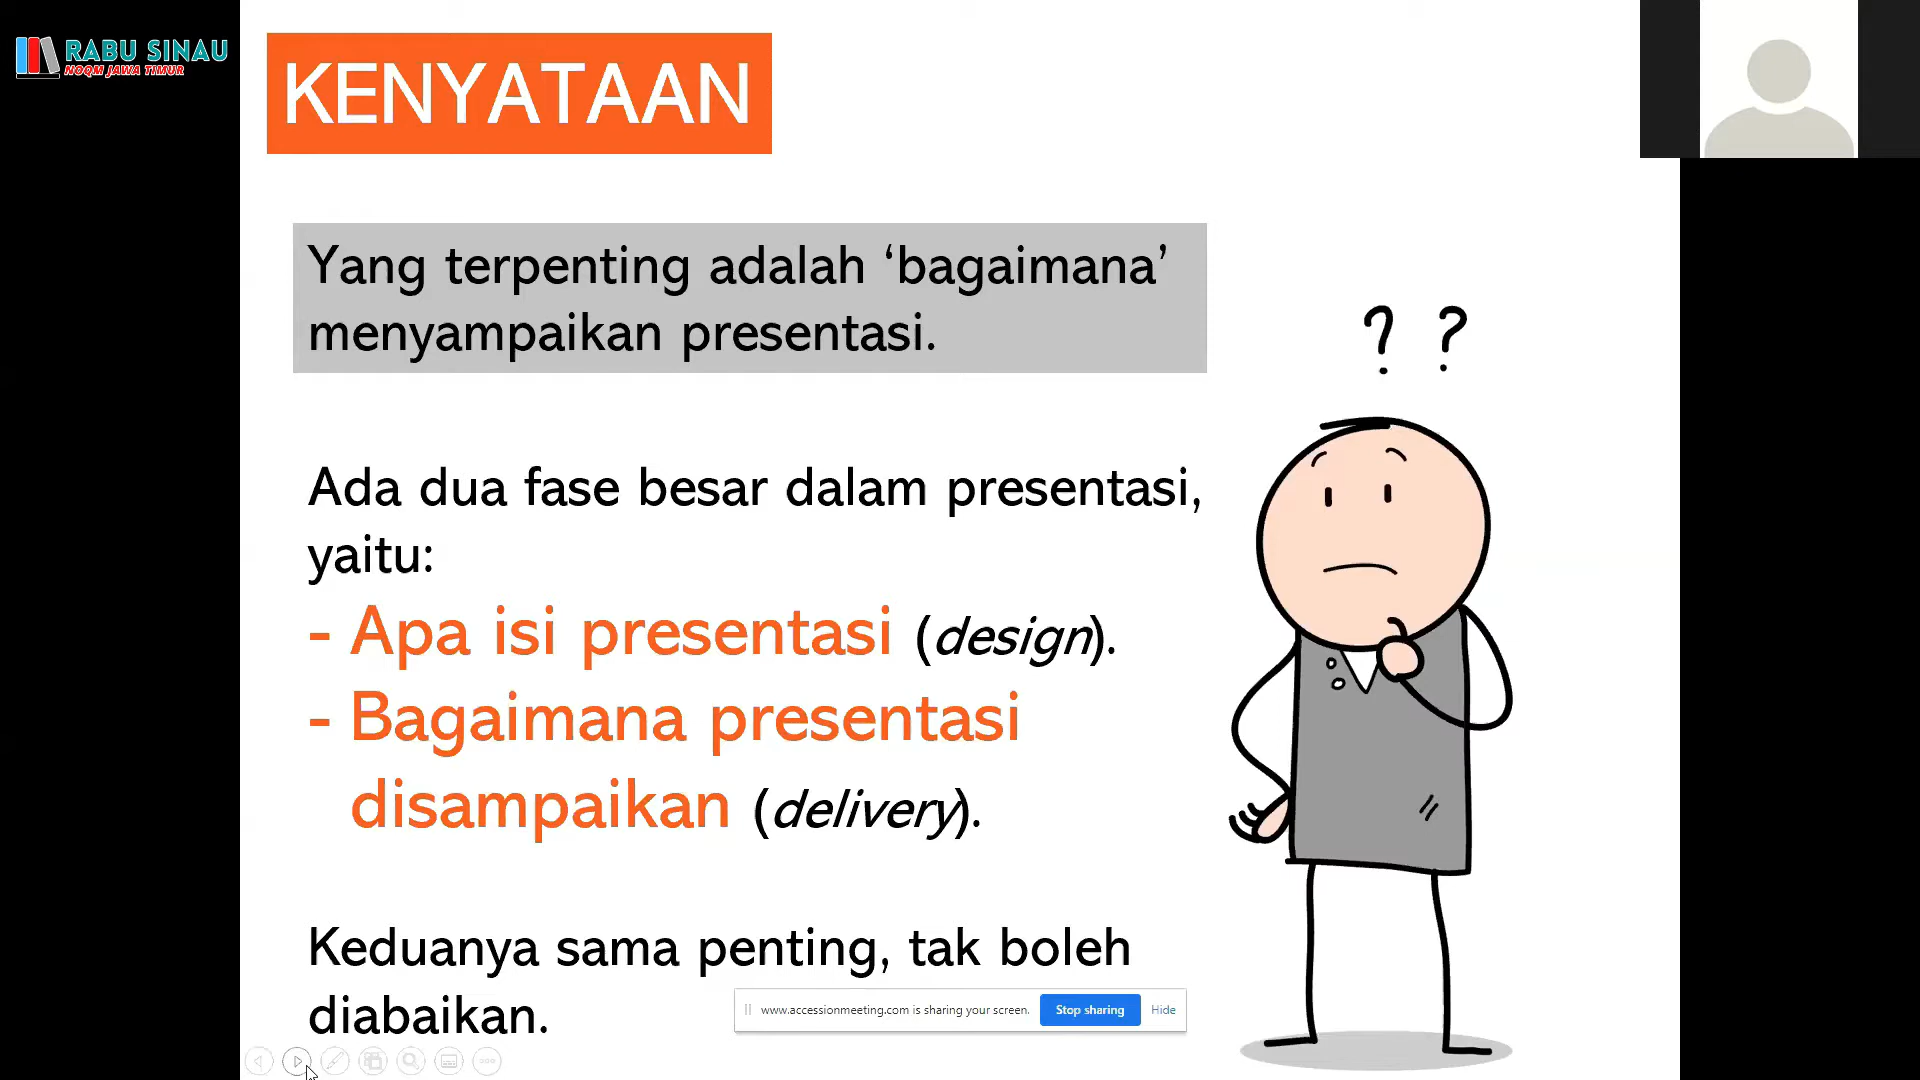 RABU SINAU
NOQM JAWA TIMUR
KENYATAAN
Yang terpenting adalah ‘bagaimana’
menyampaikan presentasi.
? ?
Ada dua fase besar dalam presentasi,
yaitu:
- Apa isi presentasi (design).
- Bagaimana presentasi
disampaikan (delivery).
Keduanya sama penting, tak boleh
diabaikan.
www.accessionmeeting.com is sharing your screen. Stop sharing Hide